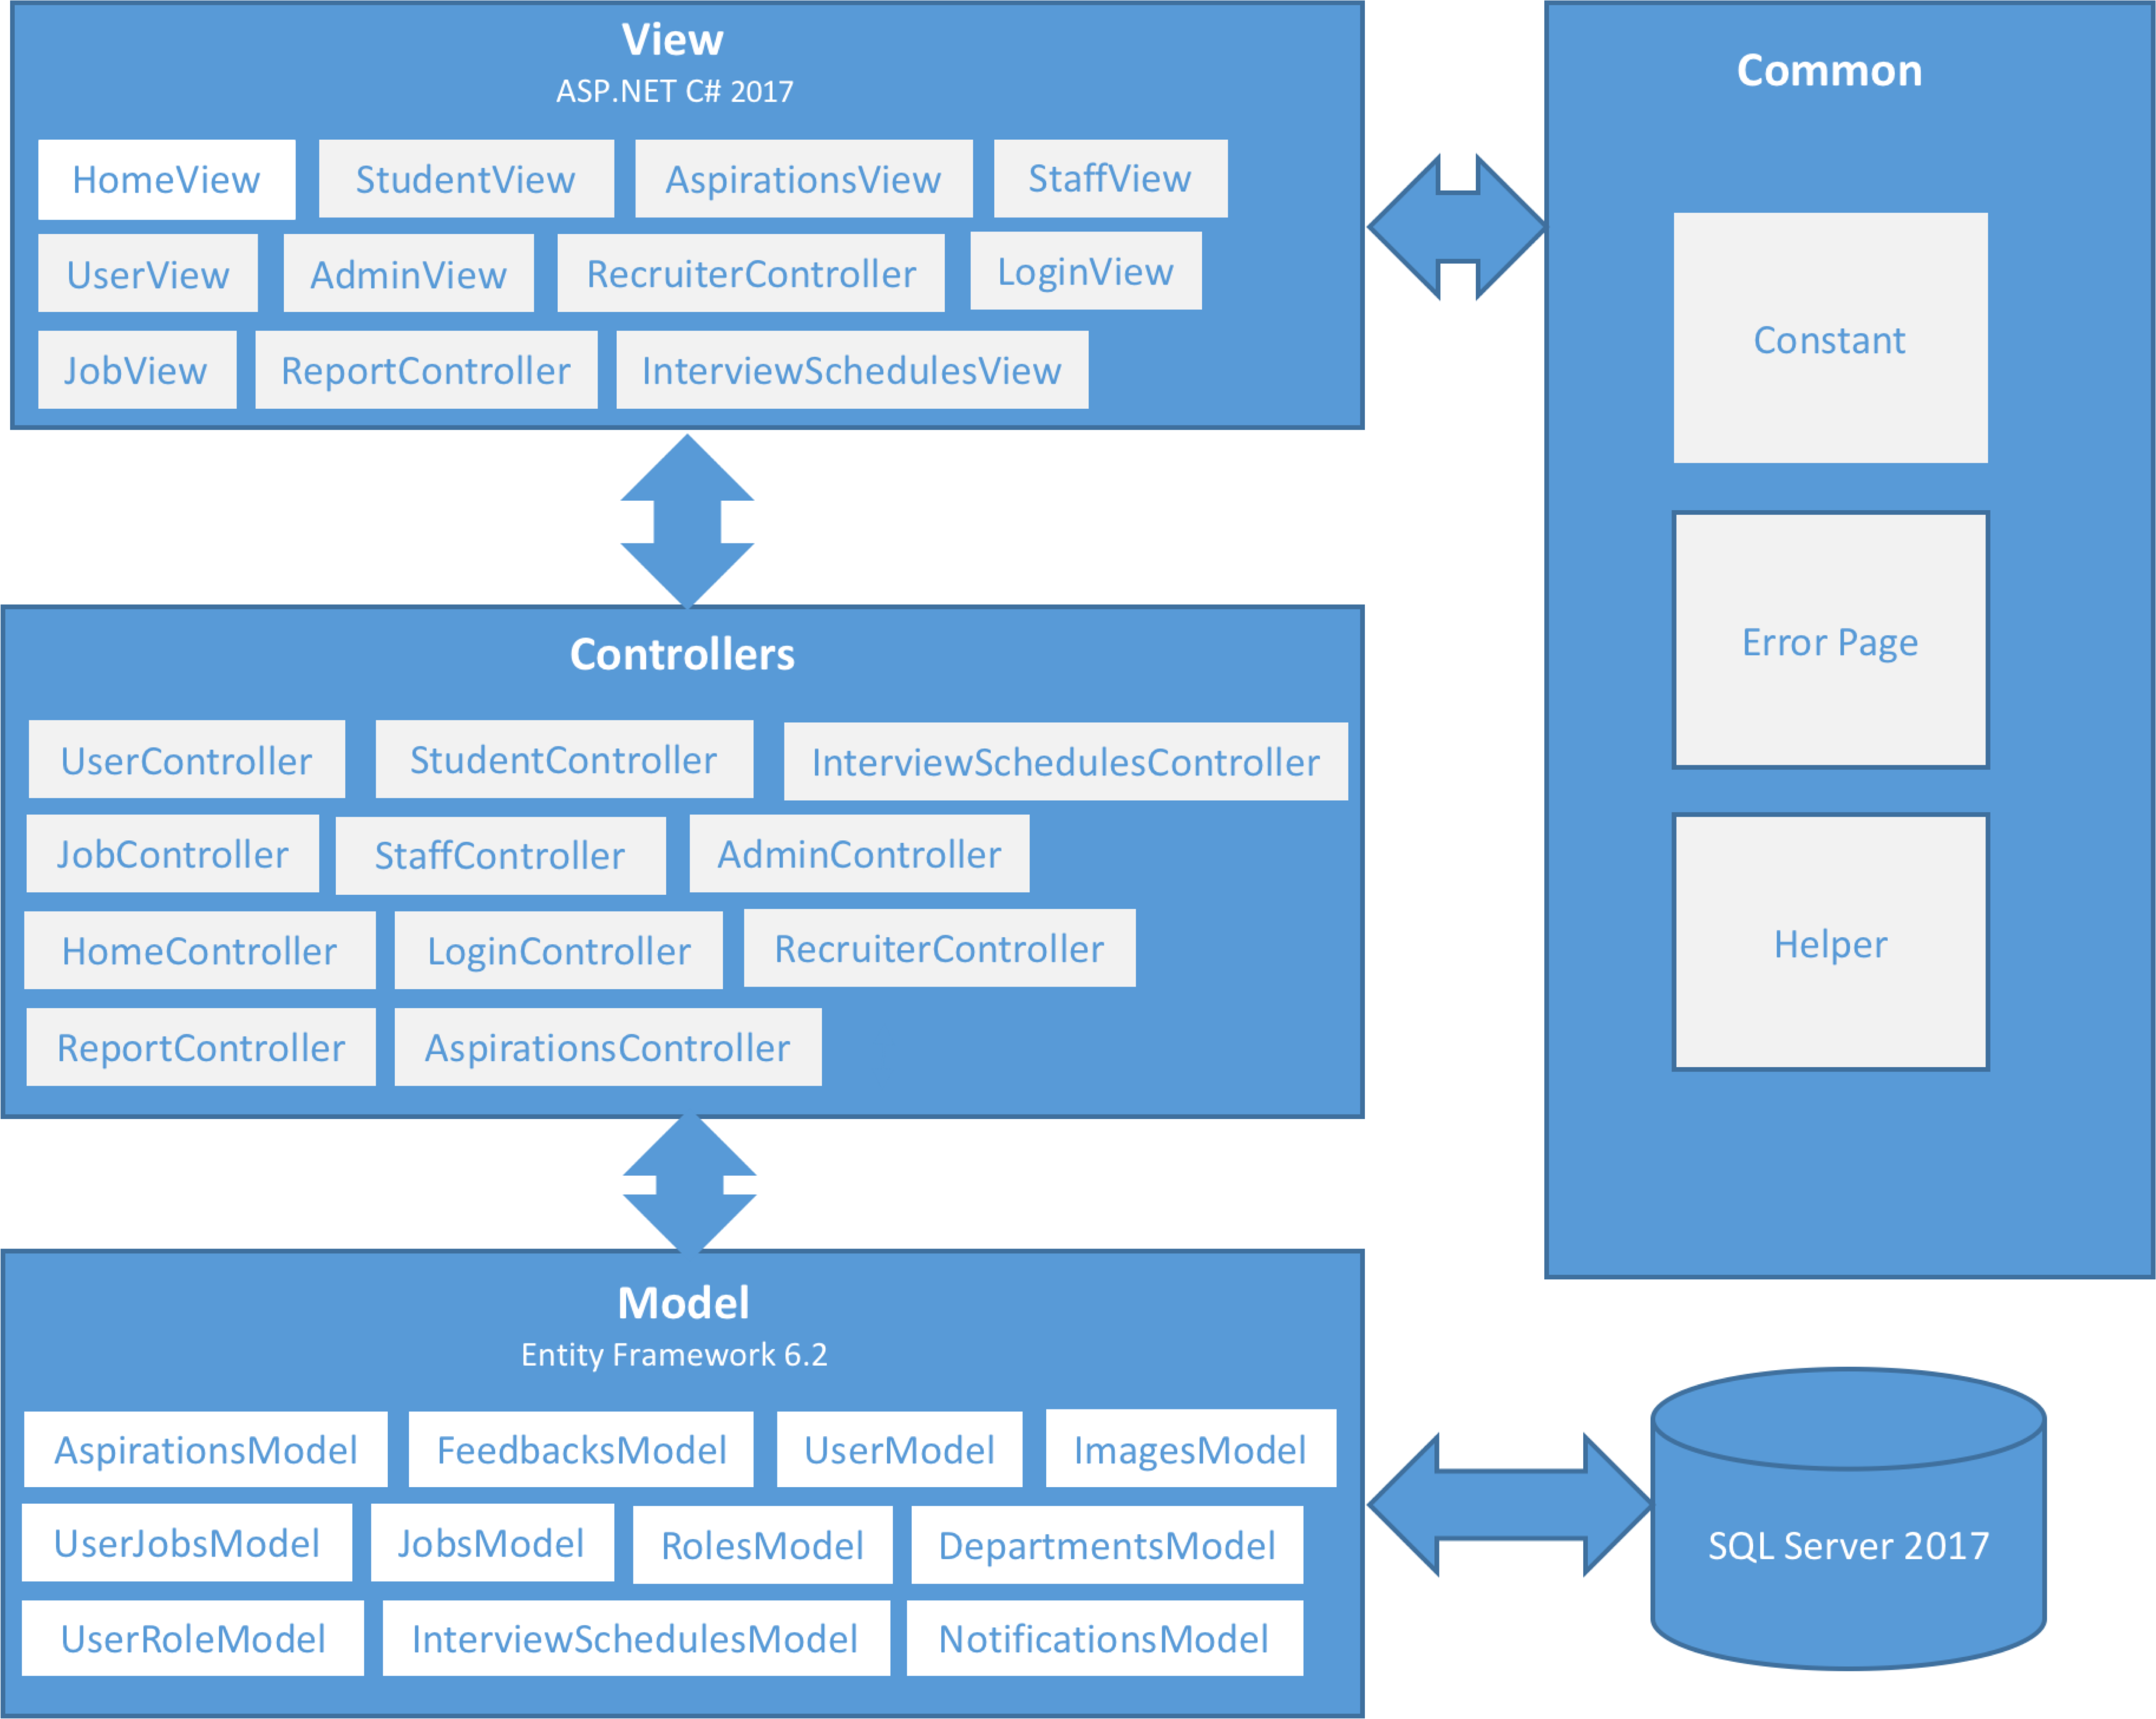 View
ASP.NET C# 2017
HomeView
StudentView
AspirationsView
StaffView
UserView
AdminView
RecruiterController
LoginView
JobView
ReportController
InterviewSchedulesView
Controllers
UserController
StudentController
InterviewSchedulesController
JobController
StaffController
AdminController
HomeController
LoginController
RecruiterController
ReportController
AspirationsController
Model
Entity Framework 6.2
AspirationsModel
FeedbacksModel
UserModel
ImagesModel
UserJobsModel
JobsModel
RolesModel
DepartmentsModel
UserRoleModel
InterviewSchedulesModel
NotificationsModel
Common
Constant
Error Page
Helper
SQL Server 2017